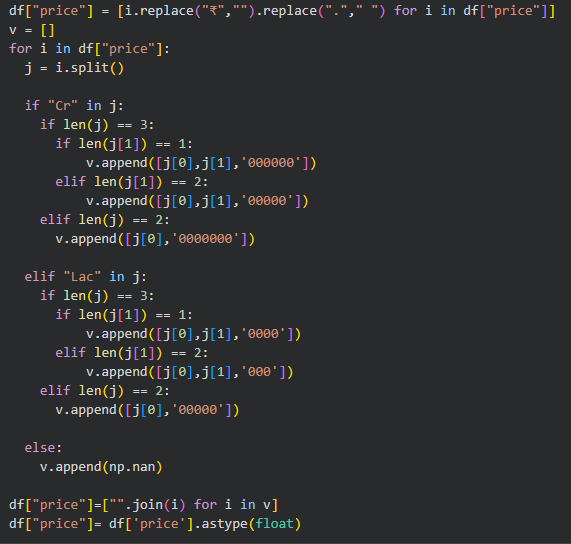 df["price"] = [i.replace("₹","").replace("."," ") for i in df["price"]]
v = []
for i in df["price"]:
  j = i.split()

  if "Cr" in j:
    if len(j) == 3:
      if len(j[1]) == 1:
          v.append([j[0],j[1],'000000'])
      elif len(j[1]) == 2:
          v.append([j[0],j[1],'00000'])
    elif len(j) == 2:
      v.append([j[0],'0000000'])

  elif "Lac" in j:
    if len(j) == 3:
      if len(j[1]) == 1:
          v.append([j[0],j[1],'0000'])
      elif len(j[1]) == 2:
          v.append([j[0],j[1],'000'])
    elif len(j) == 2:
      v.append([j[0],'00000'])

  else:
    v.append(np.nan)

df["price"]=["".join(i) for i in v]
df["price"]= df['price'].astype(float)